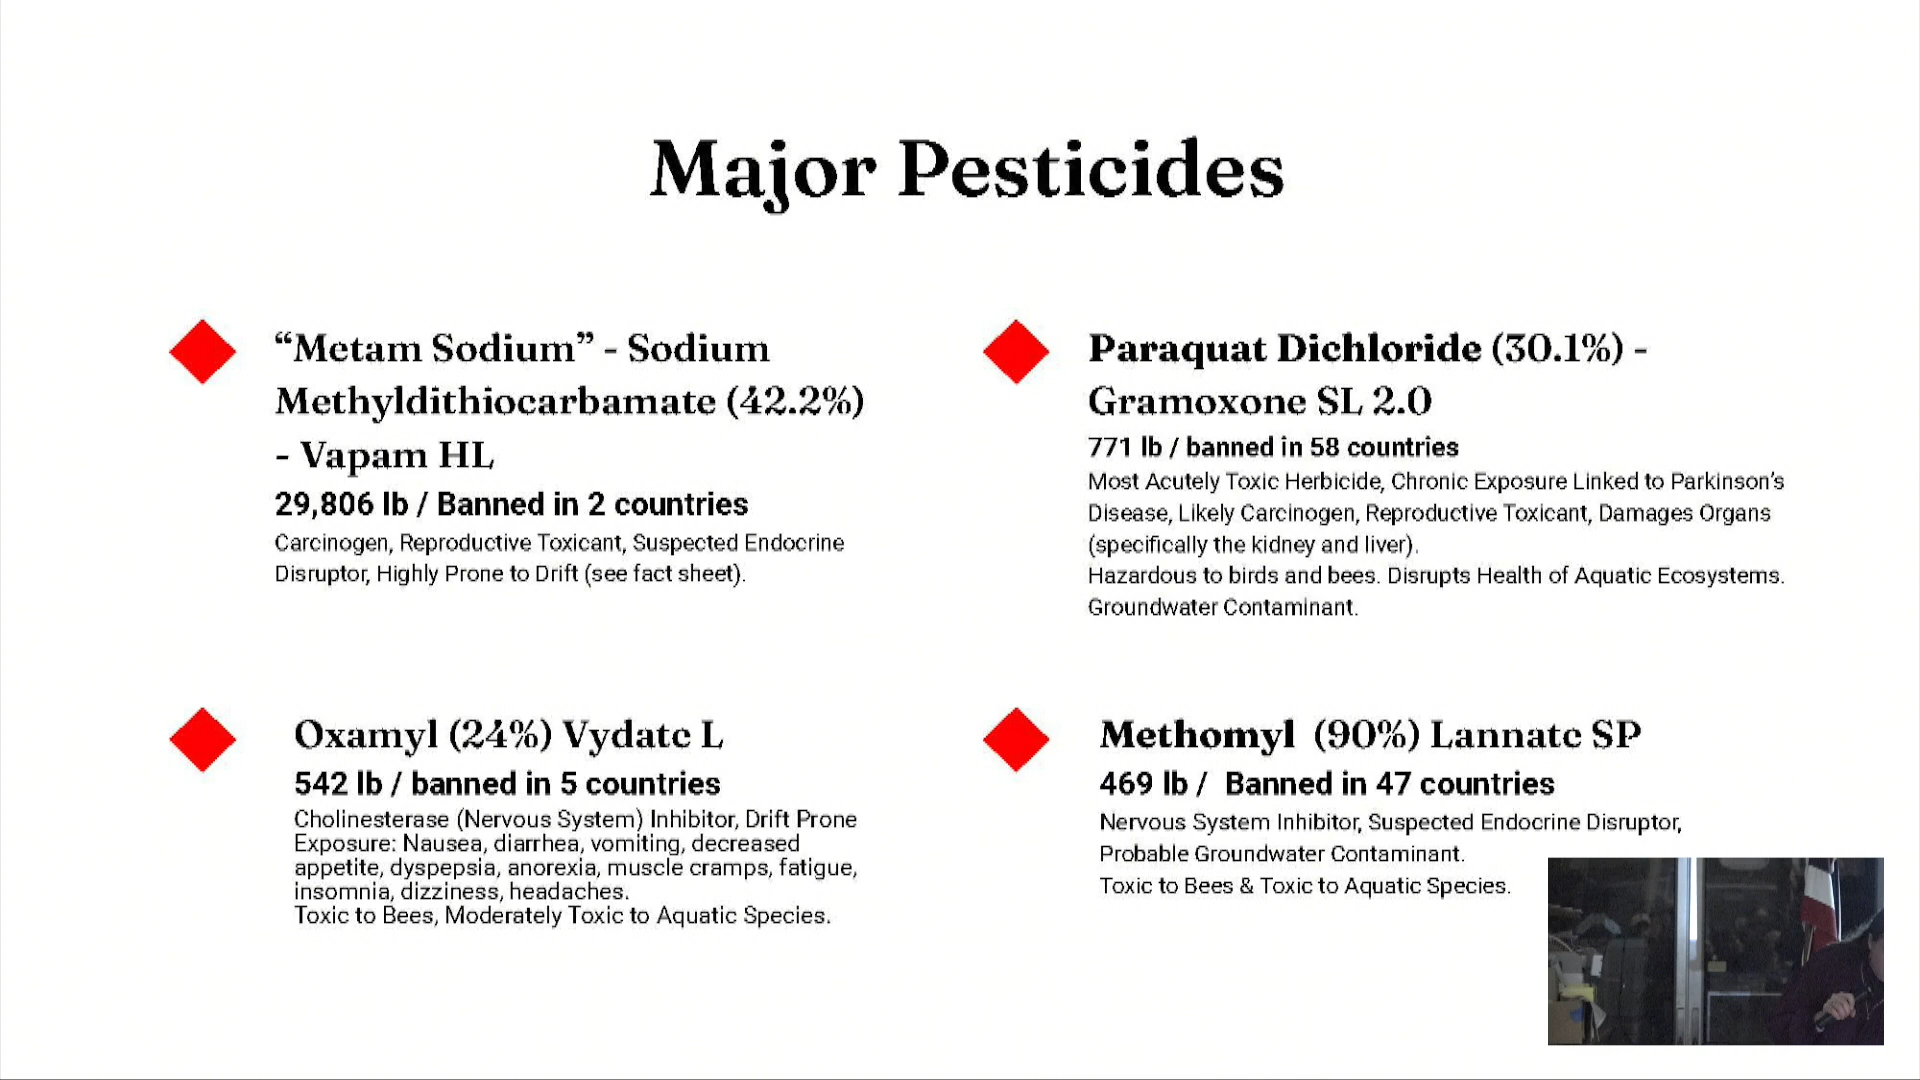 Major Pesticides
“Metam Sodium” - Sodium
Methyldithiocarbamate (42.2%)
- Vapam HL
29,806 lb / Banned in 2 countries
Carcinogen, Reproductive Toxicant, Suspected Endocrine
Disruptor, Highly Prone to Drift (see fact sheet).
Paraquat Dichloride (30.1%) -
Gramoxone SL 2.0
771 lb / banned in 58 countries
Most Acutely Toxic Herbicide, Chronic Exposure Linked to Parkinson’s
Disease, Likely Carcinogen, Reproductive Toxicant, Damages Organs
(specifically the kidney and liver).
Hazardous to birds and bees. Disrupts Health of Aquatic Ecosystems.
Groundwater Contaminant.
Oxamyl (24%) Vydate L
542 lb / banned in 5 countries
Cholinesterase (Nervous System) Inhibitor, Drift Prone
Exposure: Nausea, diarrhea, vomiting, decreased
appetite, dyspepsia, anorexia, muscle cramps, fatigue,
insomnia, dizziness, headaches.
Toxic to Bees, Moderately Toxic to Aquatic Species.
Methomyl (90%) Lannate SP
469 lb / Banned in 47 countries
Nervous System Inhibitor, Suspected Endocrine Disruptor,
Probable Groundwater Contaminant.
Toxic to Bees & Toxic to Aquatic Species.